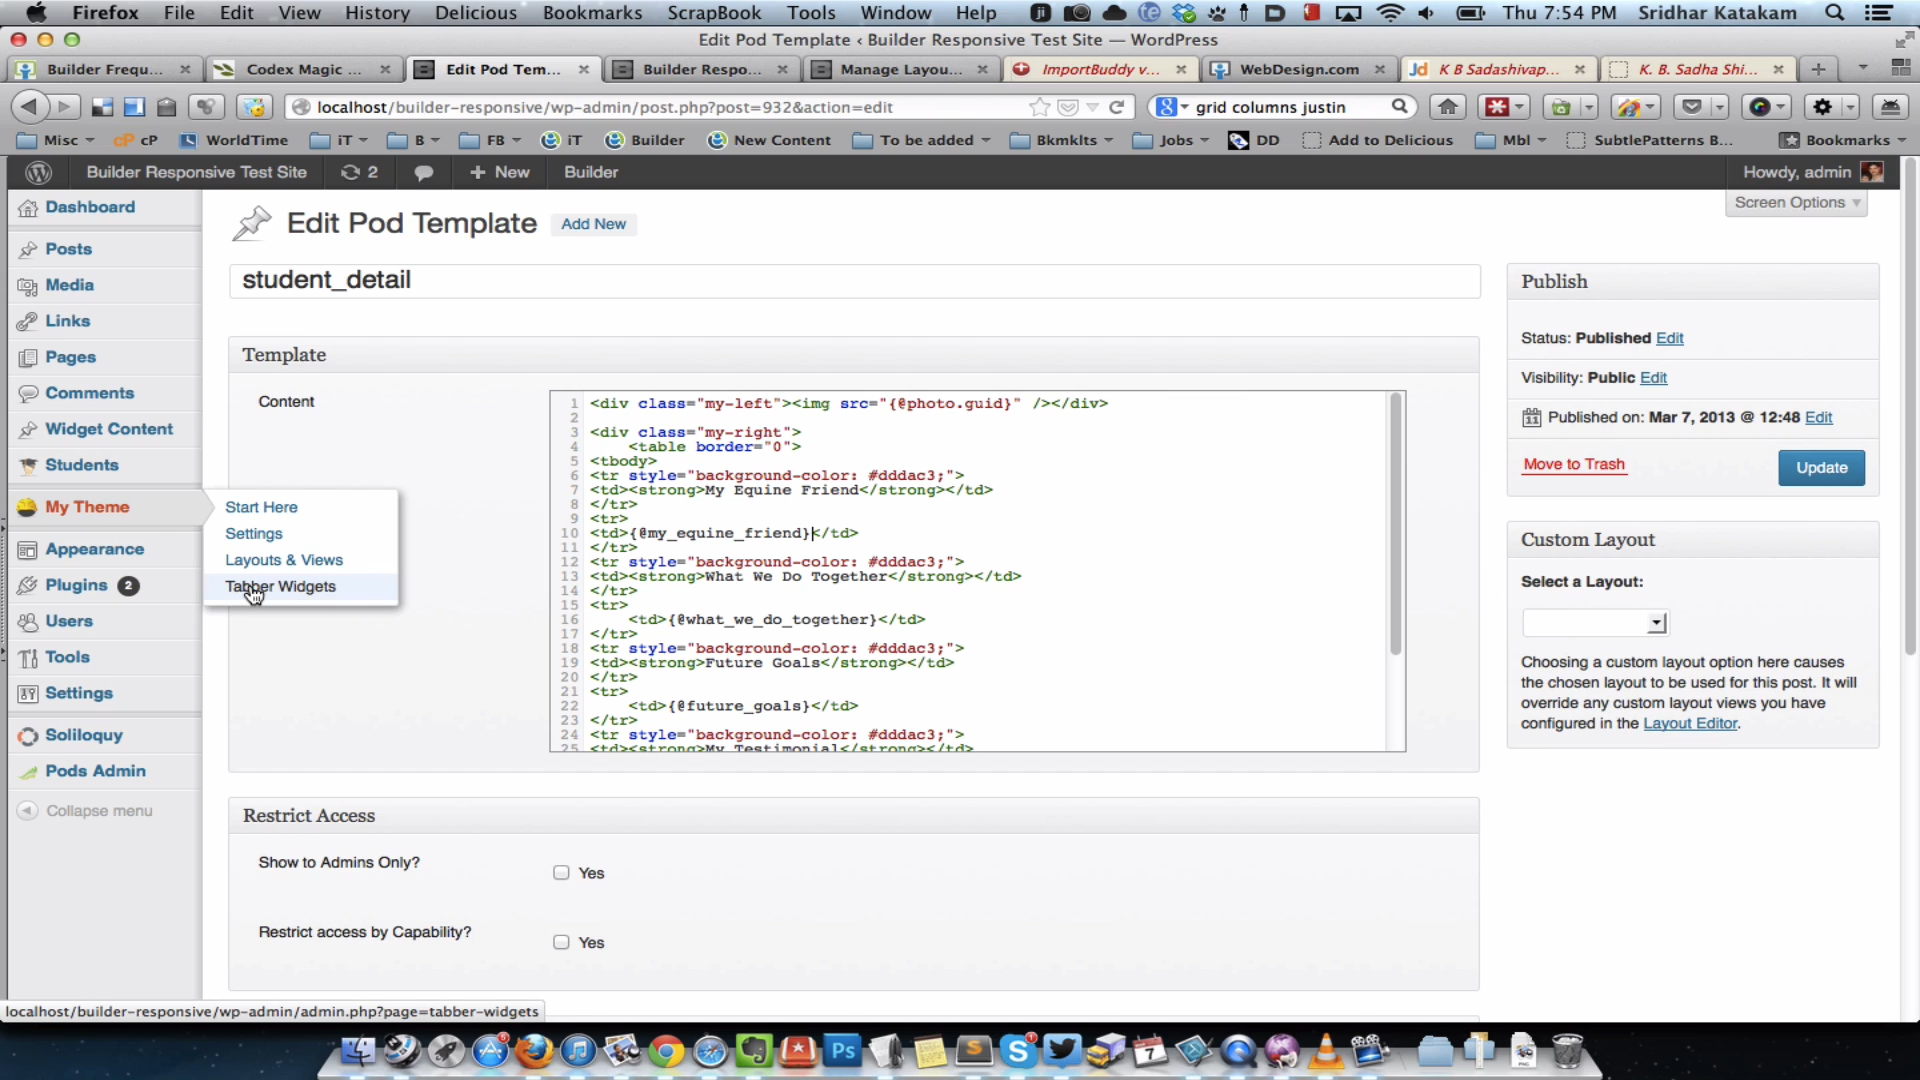 Firefox File Edit View History Delicious Bookmarks ScrapBook Tools Window Help Thu 7:54 PM Sridhar Katakam
Edit Pod Template ‹ Builder Responsive Test Site — WordPress
Builder Frequ... Codex Magic ... Edit Pod Tem... Builder Respo... Manage Layou... ImportBuddy v... WebDesign.com K B Sadashivap... K. B. Sadha Shi...
localhost/builder-responsive/wp-admin/post.php?post=932&action=edit grid columns justin
Misc cP WorldTime iT B FB iT Builder New Content To be added Bkmklts Jobs DD Add to Delicious Mbl SubtlePatterns B... Bookmarks
Builder Responsive Test Site 2 + New Builder Howdy, admin
Screen Options
Dashboard
Posts
Media
Links
Pages
Comments
Widget Content
Students
My Theme
Start Here
Settings
Layouts & Views
Tabber Widgets
Appearance
Plugins 2
Users
Tools
Settings
Soliloquy
Pods Admin
Collapse menu
Edit Pod Template Add New
student_detail
Template
Content
1 <div class="my-left"><img src="{@photo.guid}" /></div>
2
3 <div class="my-right">
4 <table border="0">
5 <tbody>
6 <tr style="background-color: #dddac3;">
7 <td><strong>My Equine Friend</strong></td>
8 </tr>
9 <tr>
10 <td>{@my_equine_friend}</td>
11 </tr>
12 <tr style="background-color: #dddac3;">
13 <td><strong>What We Do Together</strong></td>
14 </tr>
15 <tr>
16 <td>{@what_we_do_together}</td>
17 </tr>
18 <tr style="background-color: #dddac3;">
19 <td><strong>Future Goals</strong></td>
20 </tr>
21 <tr>
22 <td>{@future_goals}</td>
23 </tr>
24 <tr style="background-color: #dddac3;">
25 <td><strong>My Testimonial</strong></td>
Restrict Access
Show to Admins Only? Yes
Restrict access by Capability? Yes
Publish
Status: Published Edit
Visibility: Public Edit
Published on: Mar 7, 2013 @ 12:48 Edit
Move to Trash Update
Custom Layout
Select a Layout:
Choosing a custom layout option here causes
the chosen layout to be used for this post. It will
override any custom layout views you have
configured in the Layout Editor.
localhost/builder-responsive/wp-admin/admin.php?page=tabber-widgets